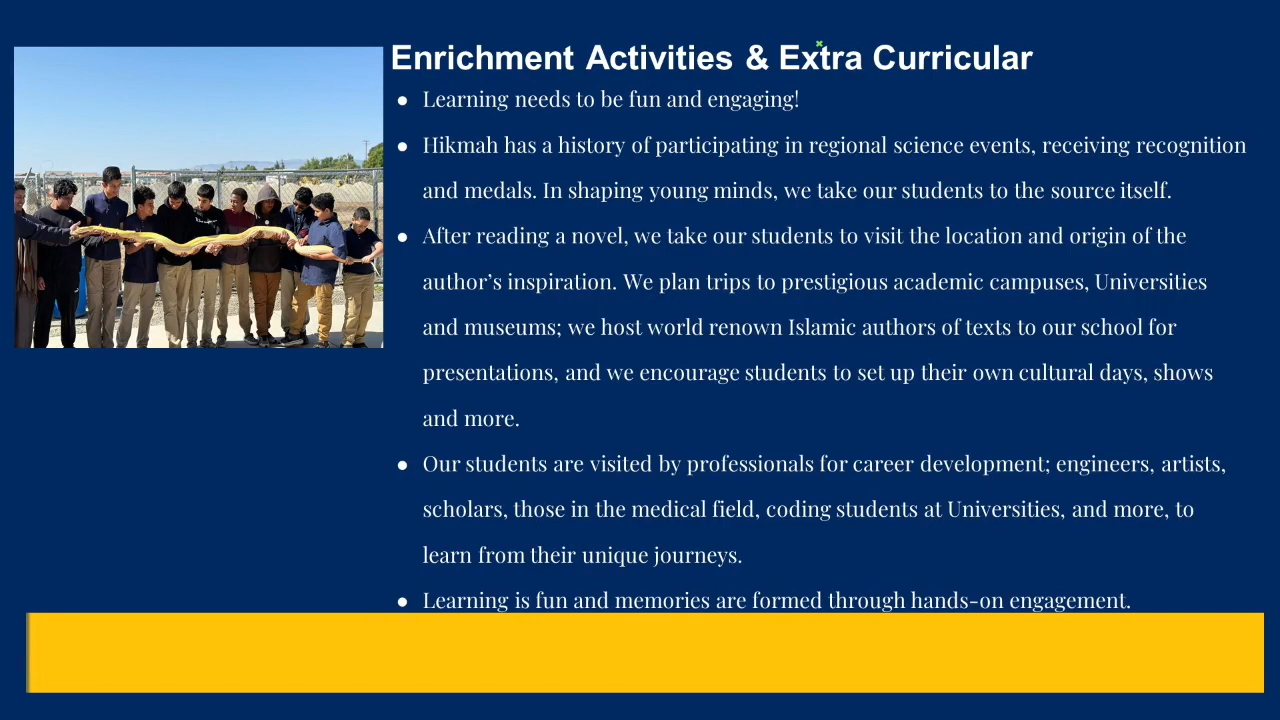 Enrichment Activities & Extra Curricular
● Learning needs to be fun and engaging!
● Hikmah has a history of participating in regional science events, receiving recognition
and medals. In shaping young minds, we take our students to the source itself.
● After reading a novel, we take our students to visit the location and origin of the
author’s inspiration. We plan trips to prestigious academic campuses, Universities
and museums; we host world renown Islamic authors of texts to our school for
presentations, and we encourage students to set up their own cultural days, shows
and more.
● Our students are visited by professionals for career development; engineers, artists,
scholars, those in the medical field, coding students at Universities, and more, to
learn from their unique journeys.
● Learning is fun and memories are formed through hands-on engagement.